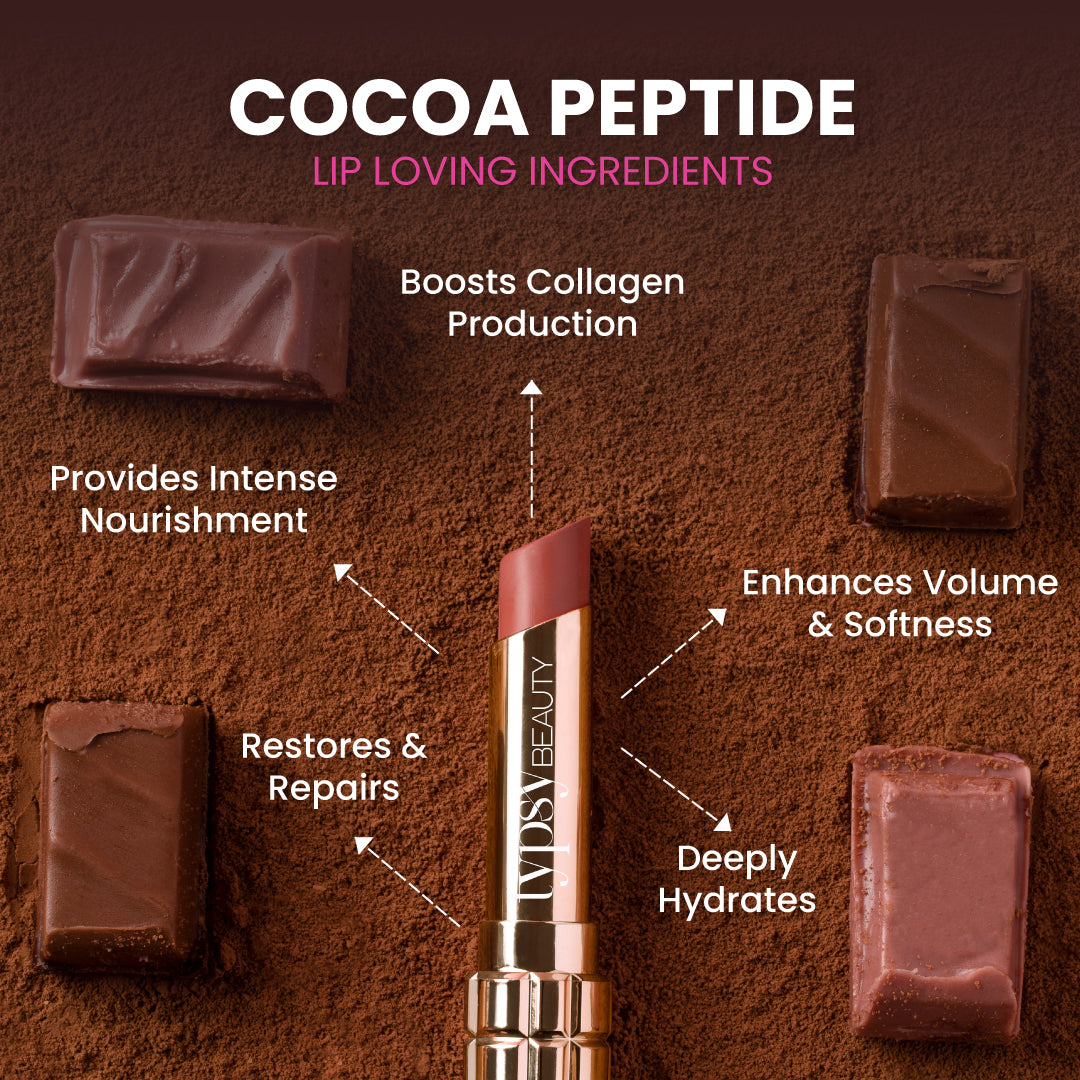 COCOA PEPTIDE
LIP LOVING INGREDIENTS
Boosts Collagen
Production
Provides Intense
Nourishment
Enhances Volume
& Softness
Restores &
Repairs
Deeply
Hydrates
typsy BEAUTY